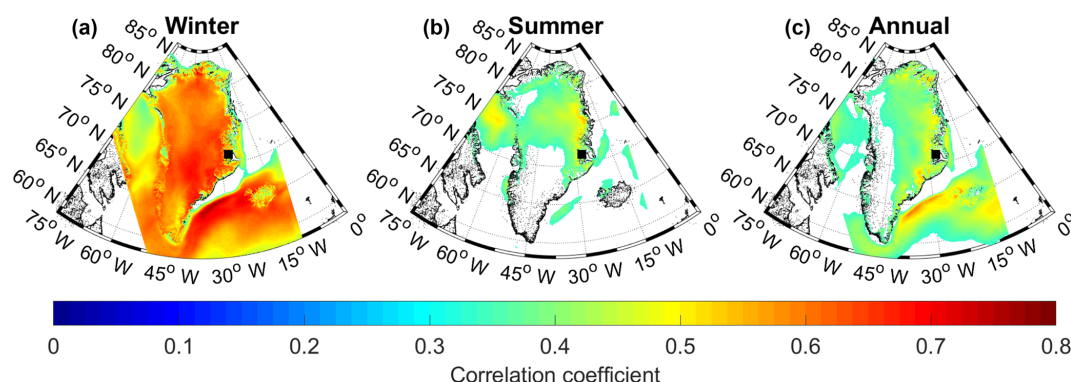 (a) Winter
85° N
80° N
75° N
70° N
65° N
60° N
75° W
60° W
45° W
30° W
15° W
0°
(b) Summer
85° N
80° N
75° N
70° N
65° N
60° N
75° W
60° W
45° W
30° W
15° W
0°
(c) Annual
85° N
80° N
75° N
70° N
65° N
60° N
75° W
60° W
45° W
30° W
15° W
0°
0 0.1 0.2 0.3 0.4 0.5 0.6 0.7 0.8
Correlation coefficient